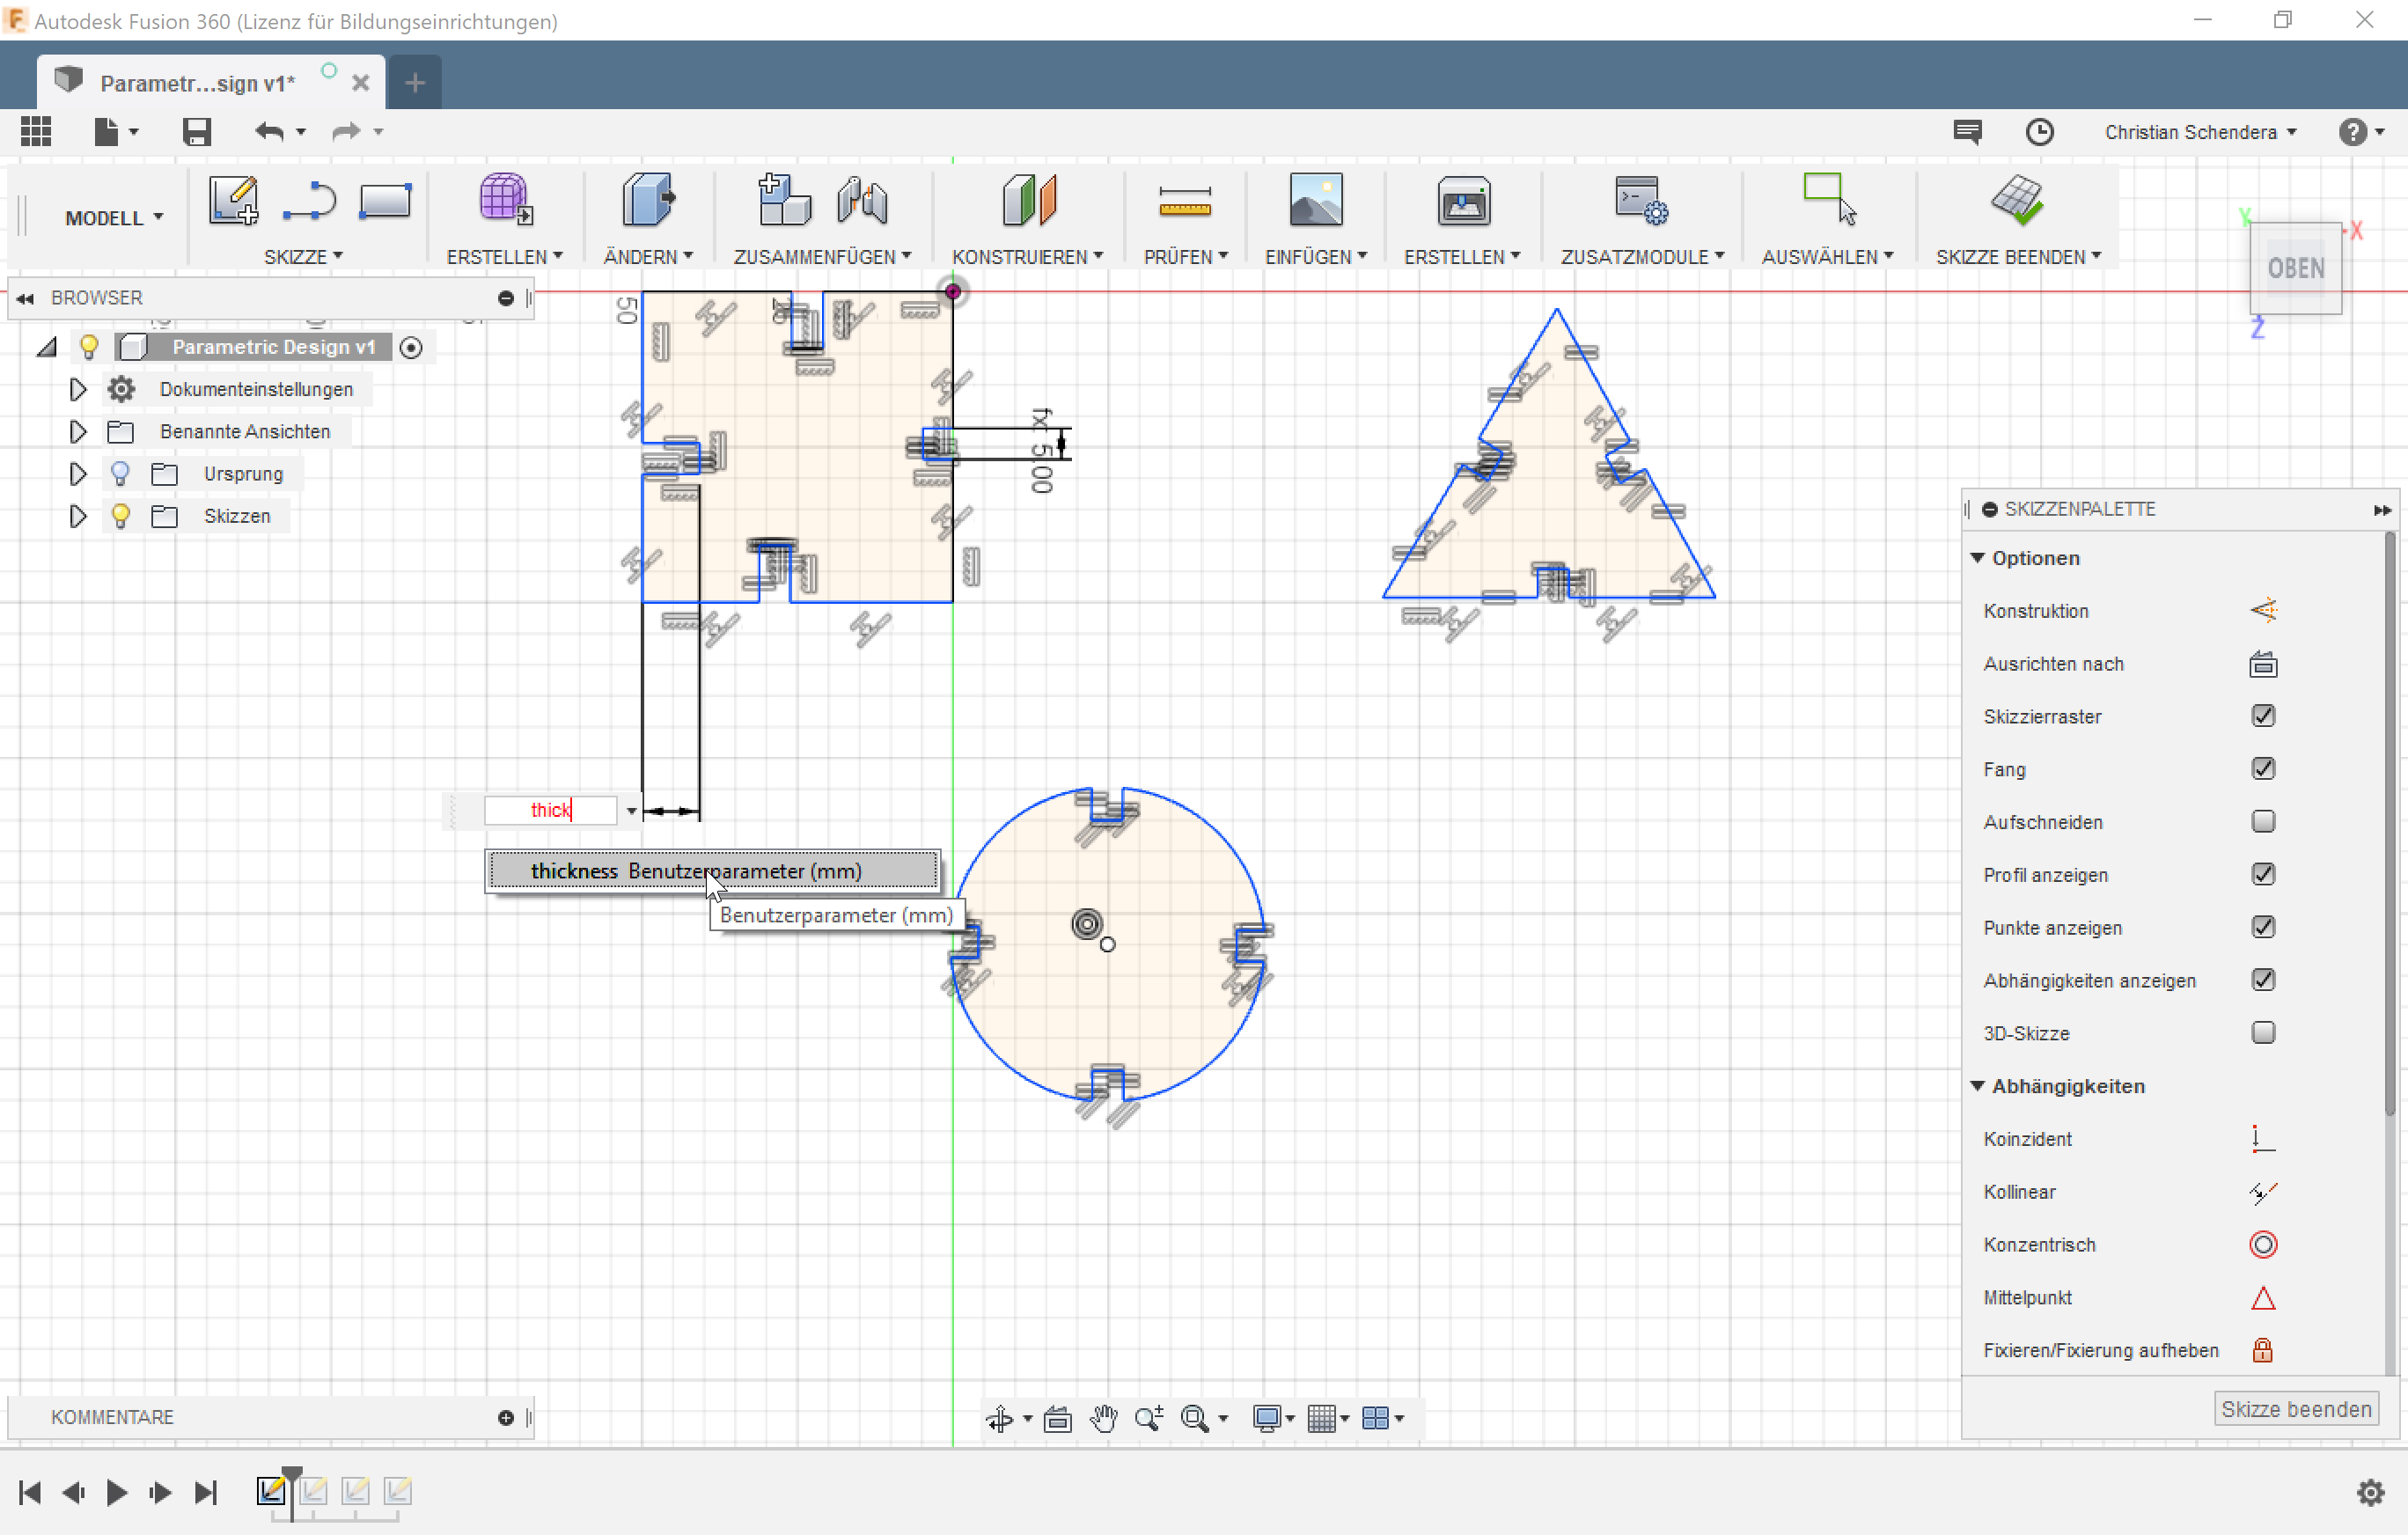 Autodesk Fusion 360 (Lizenz für Bildungseinrichtungen)
Parametr...sign v1*
Christian Schendera
MODELL
SKIZZE
ERSTELLEN
ÄNDERN
ZUSAMMENFÜGEN
KONSTRUIEREN
PRÜFEN
EINFÜGEN
ERSTELLEN
ZUSATZMODULE
AUSWÄHLEN
SKIZZE BEENDEN
Y
X
OBEN
Z
BROWSER
Parametric Design v1
Dokumenteinstellungen
Benannte Ansichten
Ursprung
Skizzen
50
fx: 5.00
thick
thickness Benutzerparameter (mm)
Benutzerparameter (mm)
SKIZZENPALETTE
Optionen
Konstruktion
Ausrichten nach
Skizzierraster
Fang
Aufschneiden
Profil anzeigen
Punkte anzeigen
Abhängigkeiten anzeigen
3D-Skizze
Abhängigkeiten
Koinzident
Kollinear
Konzentrisch
Mittelpunkt
Fixieren/Fixierung aufheben
Skizze beenden
KOMMENTARE